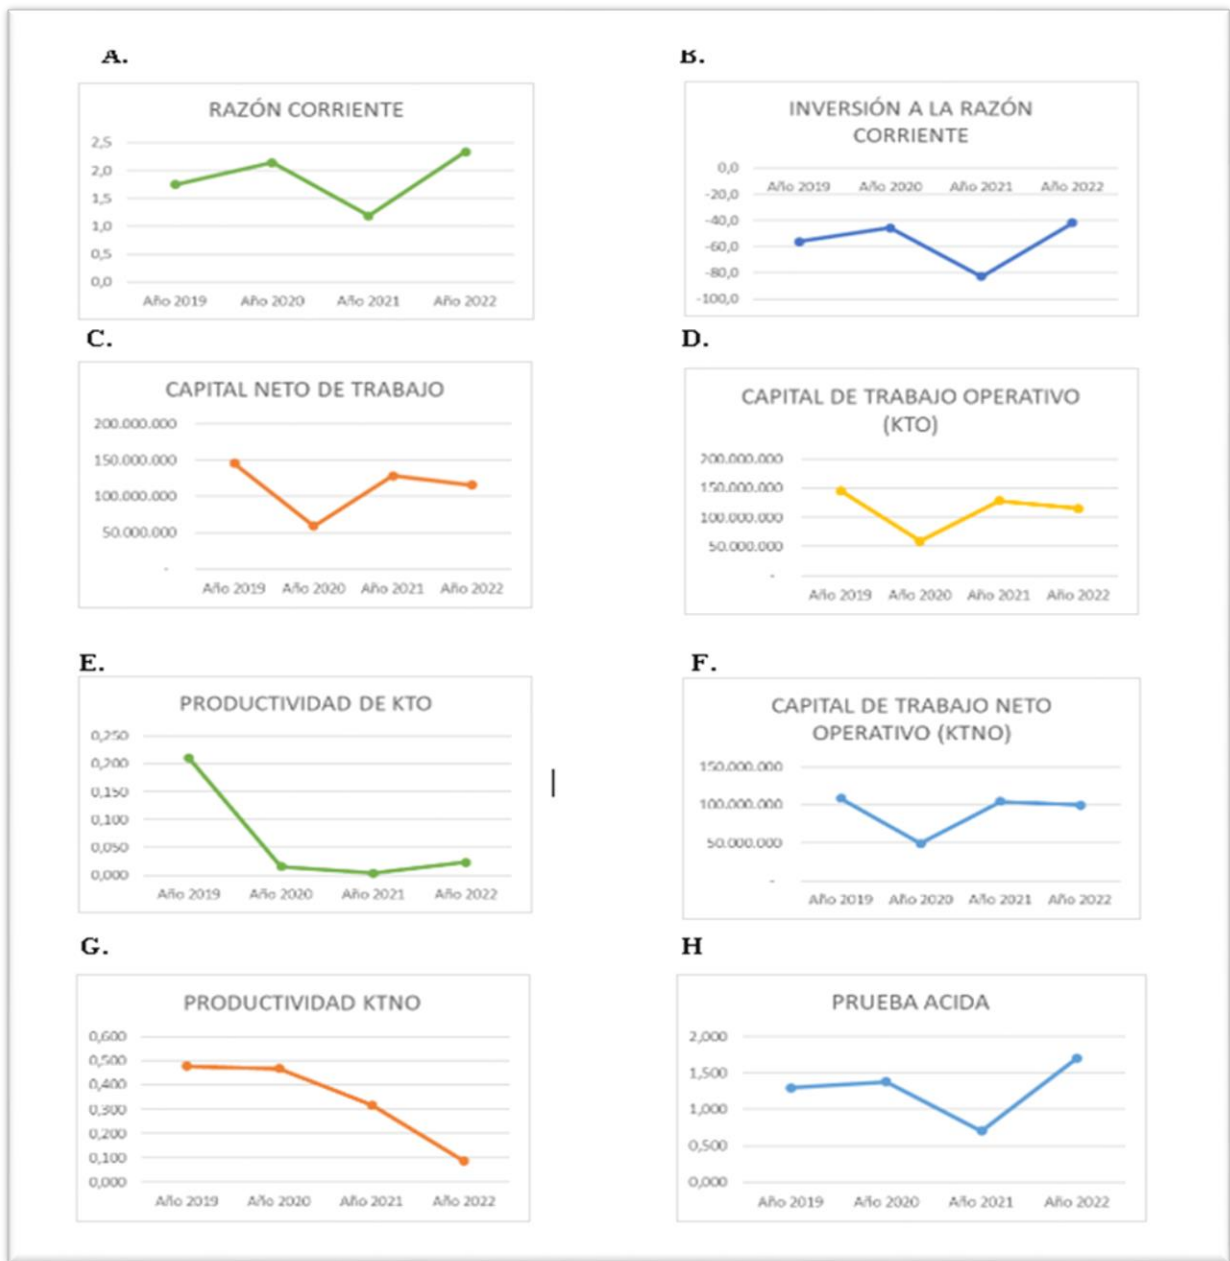 A.
RAZÓN CORRIENTE
2,5
2,0
1,5
1,0
0,5
0,0
Año 2019 Año 2020 Año 2021 Año 2022
B.
INVERSIÓN A LA RAZÓN
CORRIENTE
0,0
Año 2019 Año 2020 Año 2021 Año 2022
-20,0
-40,0
-60,0
-80,0
-100,0
C.
CAPITAL NETO DE TRABAJO
200.000.000
150.000.000
100.000.000
50.000.000
-
Año 2019 Año 2020 Año 2021 Año 2022
D.
CAPITAL DE TRABAJO OPERATIVO
(KTO)
200.000.000
150.000.000
100.000.000
50.000.000
-
Año 2019 Año 2020 Año 2021 Año 2022
E.
PRODUCTIVIDAD DE KTO
0,250
0,200
0,150
0,100
0,050
0,000
Año 2019 Año 2020 Año 2021 Año 2022
F.
CAPITAL DE TRABAJO NETO
OPERATIVO (KTNO)
150.000.000
100.000.000
50.000.000
-
Año 2019 Año 2020 Año 2021 Año 2022
G.
PRODUCTIVIDAD KTNO
0,600
0,500
0,400
0,300
0,200
0,100
0,000
Año 2019 Año 2020 Año 2021 Año 2022
H
PRUEBA ACIDA
2,000
1,500
1,000
0,500
0,000
Año 2019 Año 2020 Año 2021 Año 2022